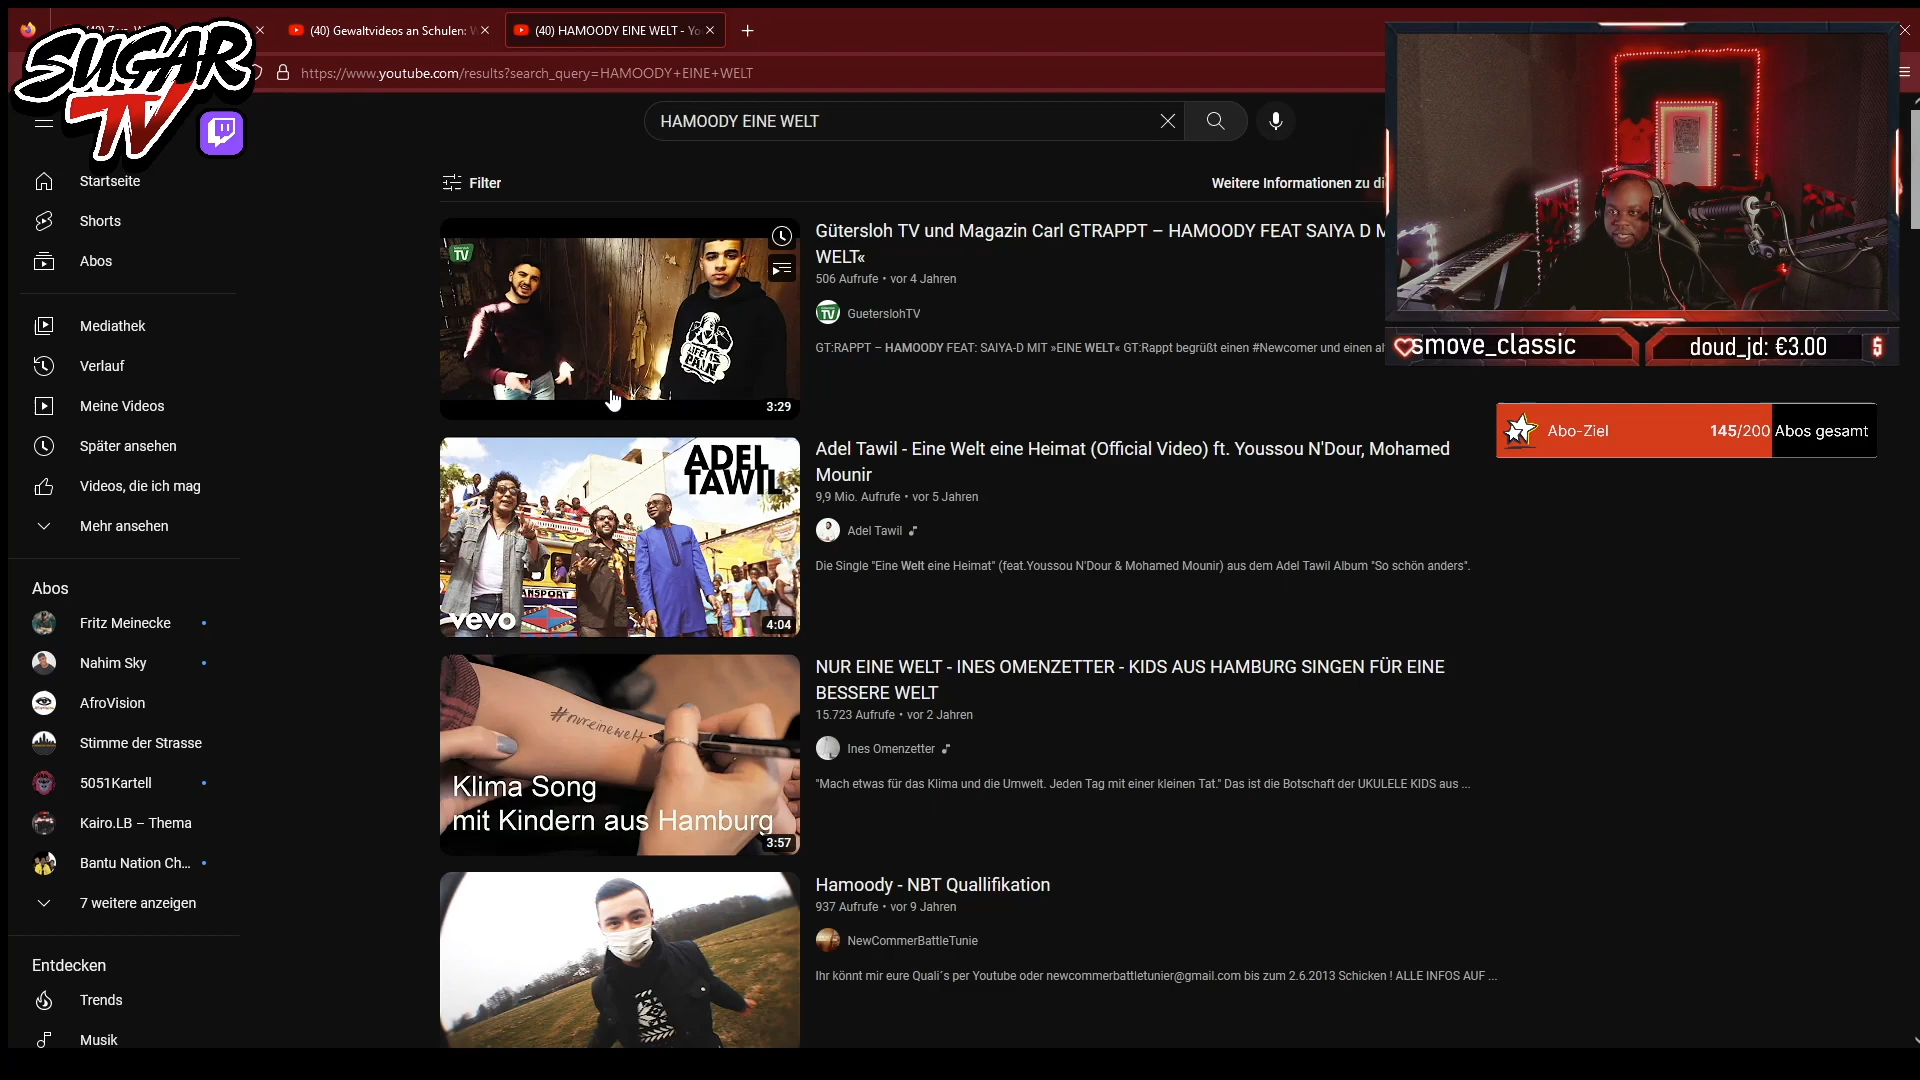 SUGAR
TV
(40) Gewaltvideos an Schulen: W
(40) HAMOODY EINE WELT - Yo
https://www.youtube.com/results?search_query=HAMOODY+EINE+WELT
HAMOODY EINE WELT
Startseite
Shorts
Abos
Mediathek
Verlauf
Meine Videos
Später ansehen
Videos, die ich mag
Mehr ansehen
Abos
Fritz Meinecke
Nahim Sky
AfroVision
Stimme der Strasse
5051Kartell
Kairo.LB – Thema
Bantu Nation Ch...
7 weitere anzeigen
Entdecken
Trends
Musik
Filter
Weitere Informationen zu di
TV
3:29
Gütersloh TV und Magazin Carl GTRAPPT – HAMOODY FEAT SAIYA D M
WELT«
506 Aufrufe • vor 4 Jahren
TV
GueterslohTV
GT:RAPPT – HAMOODY FEAT: SAIYA-D MIT »EINE WELT« GT:Rappt begrüßt einen #Newcomer und einen al
ADEL
TAWIL
vevo
4:04
Adel Tawil - Eine Welt eine Heimat (Official Video) ft. Youssou N'Dour, Mohamed
Mounir
9,9 Mio. Aufrufe • vor 5 Jahren
Adel Tawil
Die Single "Eine Welt eine Heimat" (feat.Youssou N'Dour & Mohamed Mounir) aus dem Adel Tawil Album "So schön anders".
#nureinewelt
Klima Song
mit Kindern aus Hamburg
3:57
NUR EINE WELT - INES OMENZETTER - KIDS AUS HAMBURG SINGEN FÜR EINE
BESSERE WELT
15.723 Aufrufe • vor 2 Jahren
Ines Omenzetter
"Mach etwas für das Klima und die Umwelt. Jeden Tag mit einer kleinen Tat." Das ist die Botschaft der UKULELE KIDS aus ...
Hamoody - NBT Quallifikation
937 Aufrufe • vor 9 Jahren
NewCommerBattleTunie
Ihr könnt mir eure Quali´s per Youtube oder newcommerbattletunier@gmail.com bis zum 2.6.2013 Schicken ! ALLE INFOS AUF ...
smove_classic
doud_jd: €3.00
Abo-Ziel
145/200 Abos gesamt